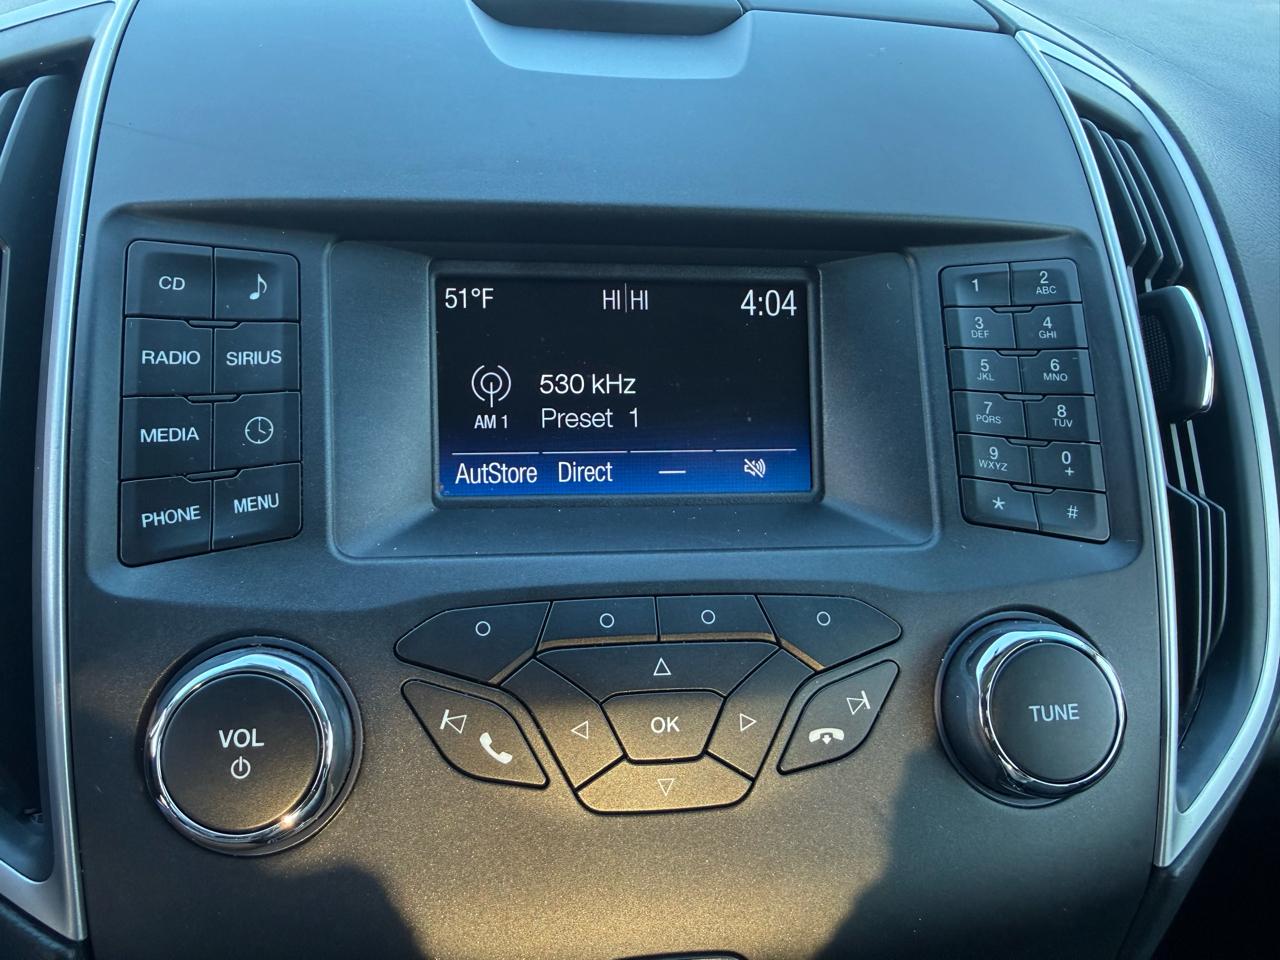 51°F HI|HI 4:04
530 kHz
AM 1 Preset 1
AutStore Direct —
CD
RADIO SIRIUS
MEDIA
PHONE MENU
1 2 ABC
3 DEF 4 GHI
5 JKL 6 MNO
7 PQRS 8 TUV
9 WXYZ 0 +
* #
VOL
OK
TUNE